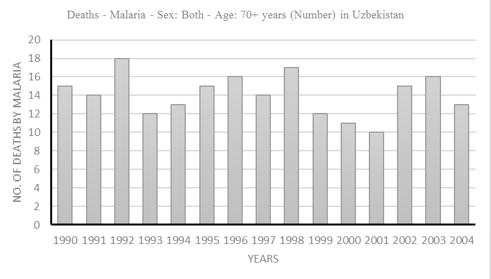 Deaths - Malaria - Sex: Both - Age: 70+ years (Number) in Uzbekistan
NO. OF DEATHS BY MALARIA
20
18
16
14
12
10
8
6
4
2
0
1990 1991 1992 1993 1994 1995 1996 1997 1998 1999 2000 2001 2002 2003 2004
YEARS